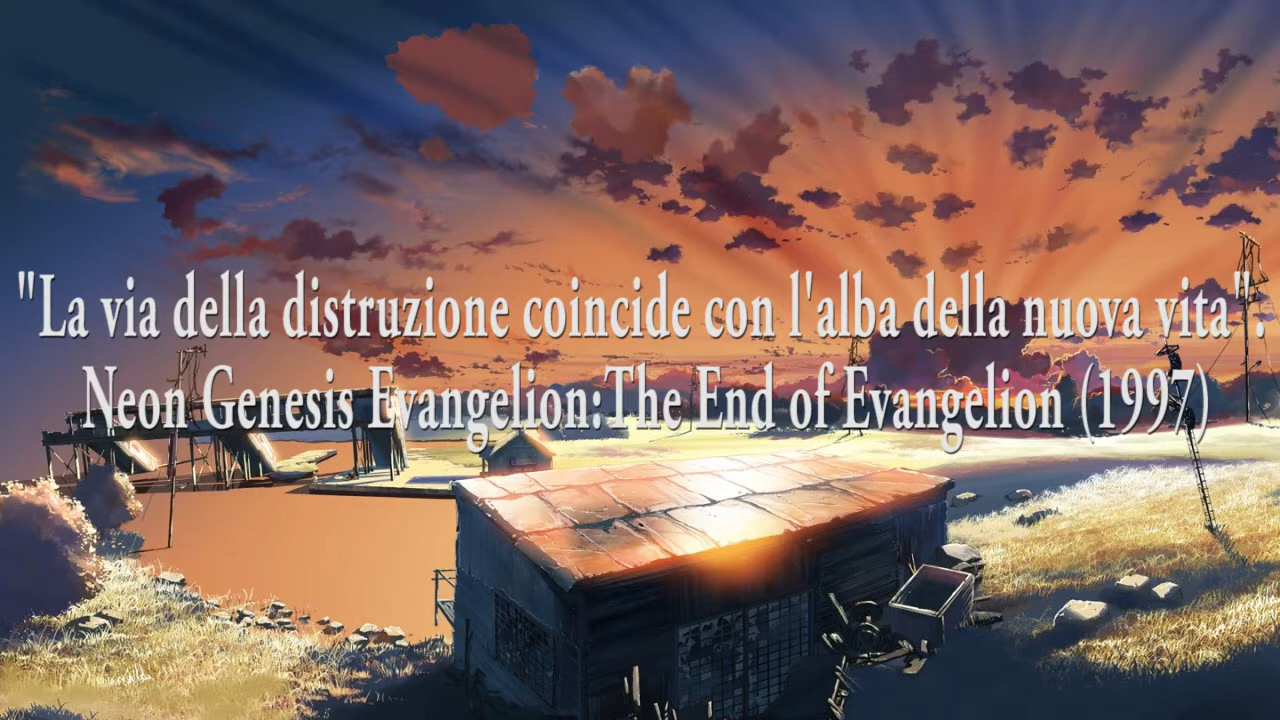 "La via della distruzione coincide con l'alba della nuova vita".
Neon Genesis Evangelion:The End of Evangelion (1997)